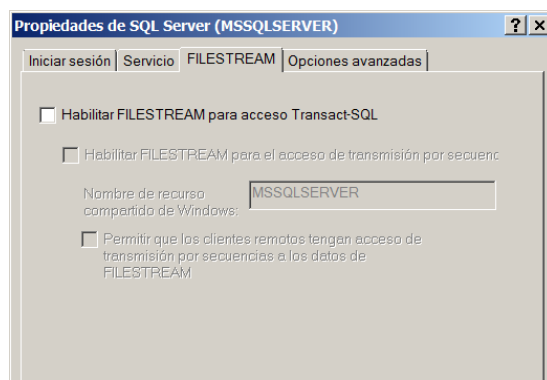 Propiedades de SQL Server (MSSQLSERVER)
Iniciar sesión Servicio FILESTREAM Opciones avanzadas
Habilitar FILESTREAM para acceso Transact-SQL
Habilitar FILESTREAM para el acceso de transmisión por secuenc
Nombre de recurso
compartido de Windows:
MSSQLSERVER
Permitir que los clientes remotos tengan acceso de
transmisión por secuencias a los datos de
FILESTREAM